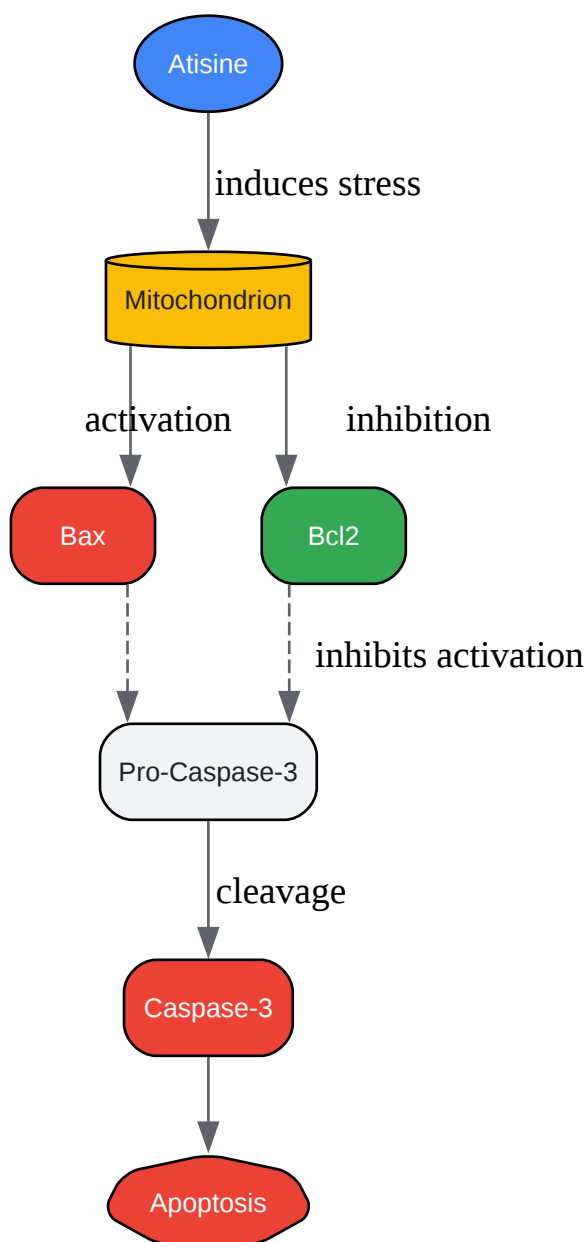 Atisine
induces stress
Mitochondrion
activation
inhibition
Bax
Bcl2
inhibits activation
Pro-Caspase-3
cleavage
Caspase-3
Apoptosis